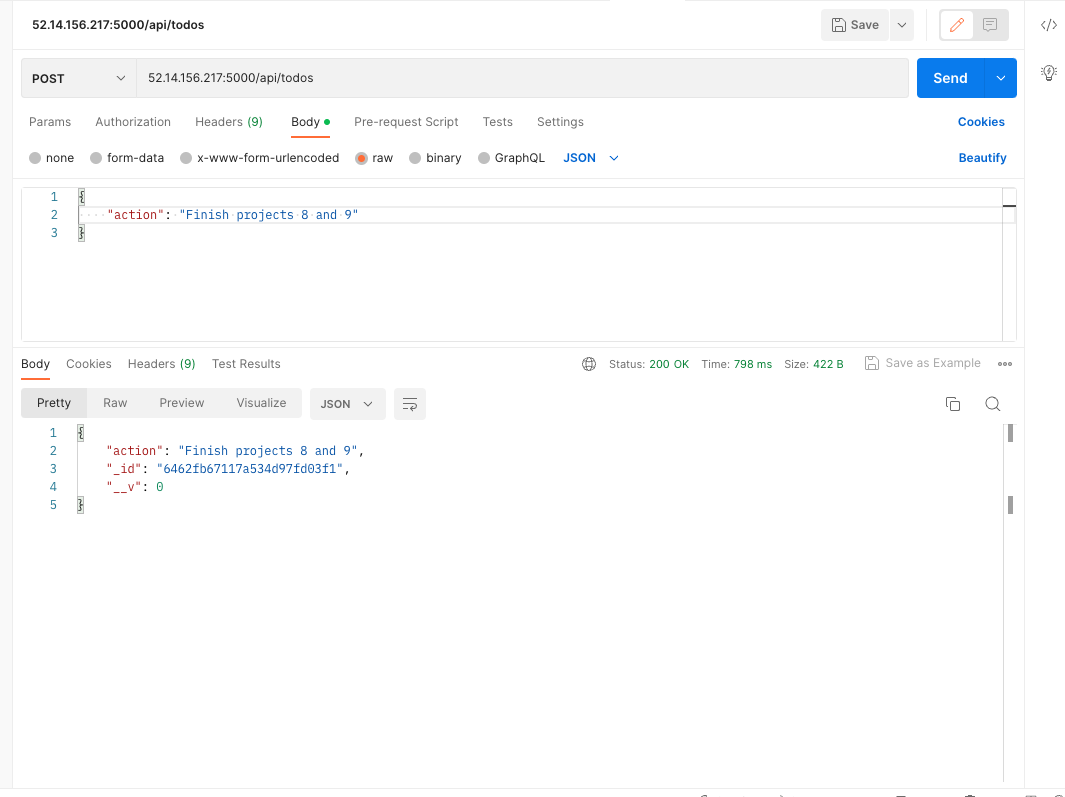 52.14.156.217:5000/api/todos
Save
POST 52.14.156.217:5000/api/todos Send
Params Authorization Headers (9) Body Pre-request Script Tests Settings Cookies
none form-data x-www-form-urlencoded raw binary GraphQL JSON Beautify
1 {
2 "action": "Finish projects 8 and 9"
3 }
Body Cookies Headers (9) Test Results Status: 200 OK Time: 798 ms Size: 422 B Save as Example
Pretty Raw Preview Visualize JSON
1 {
2 "action": "Finish projects 8 and 9",
3 "_id": "6462fb67117a534d97fd03f1",
4 "__v": 0
5 }